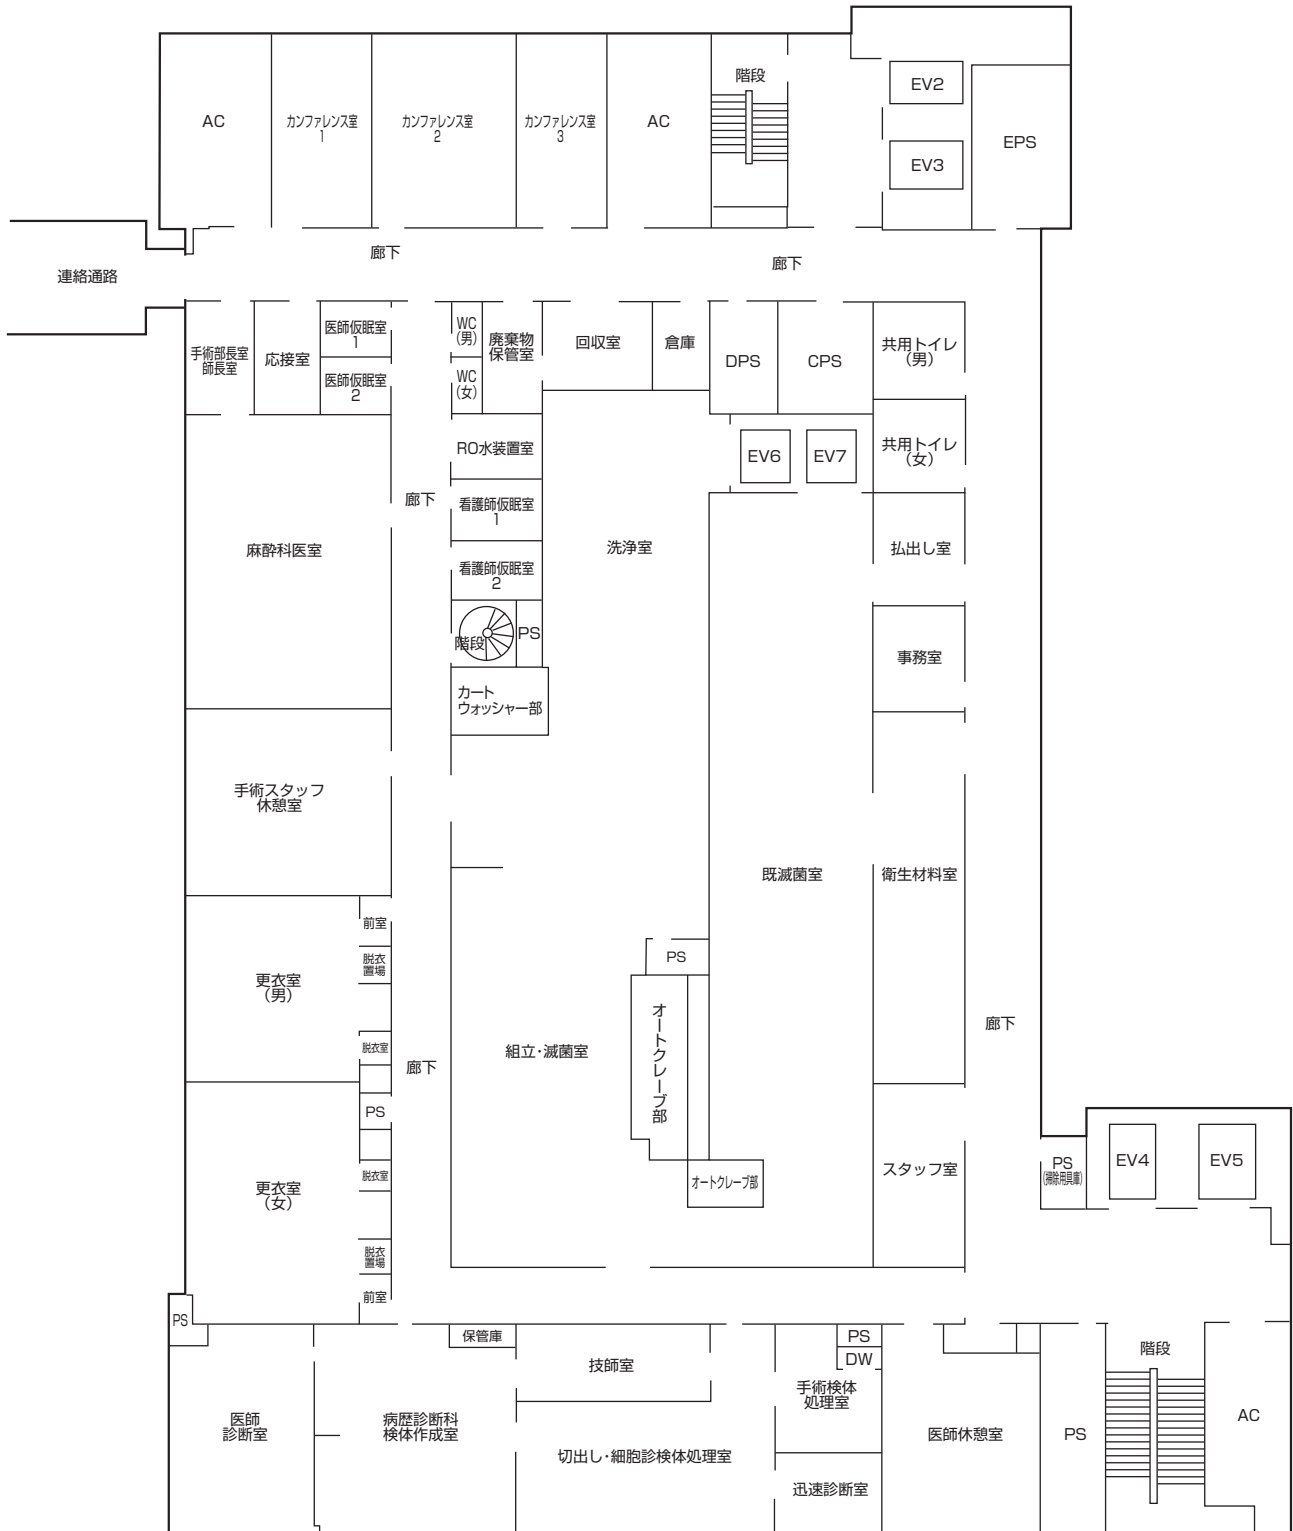 階段
EV2
AC
カンファレンス室
1
カンファレンス室
2
カンファレンス室
3
AC
EPS
EV3
廊下
廊下
連絡通路
手術部長室
師長室
応接室
医師仮眠室
1
医師仮眠室
2
WC
(男)
WC
(女)
廃棄物
保管室
回収室
倉庫
DPS
CPS
共用トイレ
(男)
共用トイレ
(女)
RO水装置室
EV6
EV7
廊下
看護師仮眠室
1
看護師仮眠室
2
麻酔科医室
洗浄室
払出し室
階段
PS
事務室
カート
ウォッシャー部
手術スタッフ
休憩室
既滅菌室
衛生材料室
前室
脱衣
置場
更衣室
(男)
PS
オートクレーブ部
組立・滅菌室
廊下
脱衣室
廊下
PS
スタッフ室
PS
(掃除用具庫)
EV4
EV5
脱衣室
更衣室
(女)
オートクレーブ部
脱衣
置場
前室
PS
保管庫
技師室
PS
DW
階段
手術検体
処理室
医師
診断室
病歴診断科
検体作成室
医師休憩室
PS
AC
切出し・細胞診検体処理室
迅速診断室